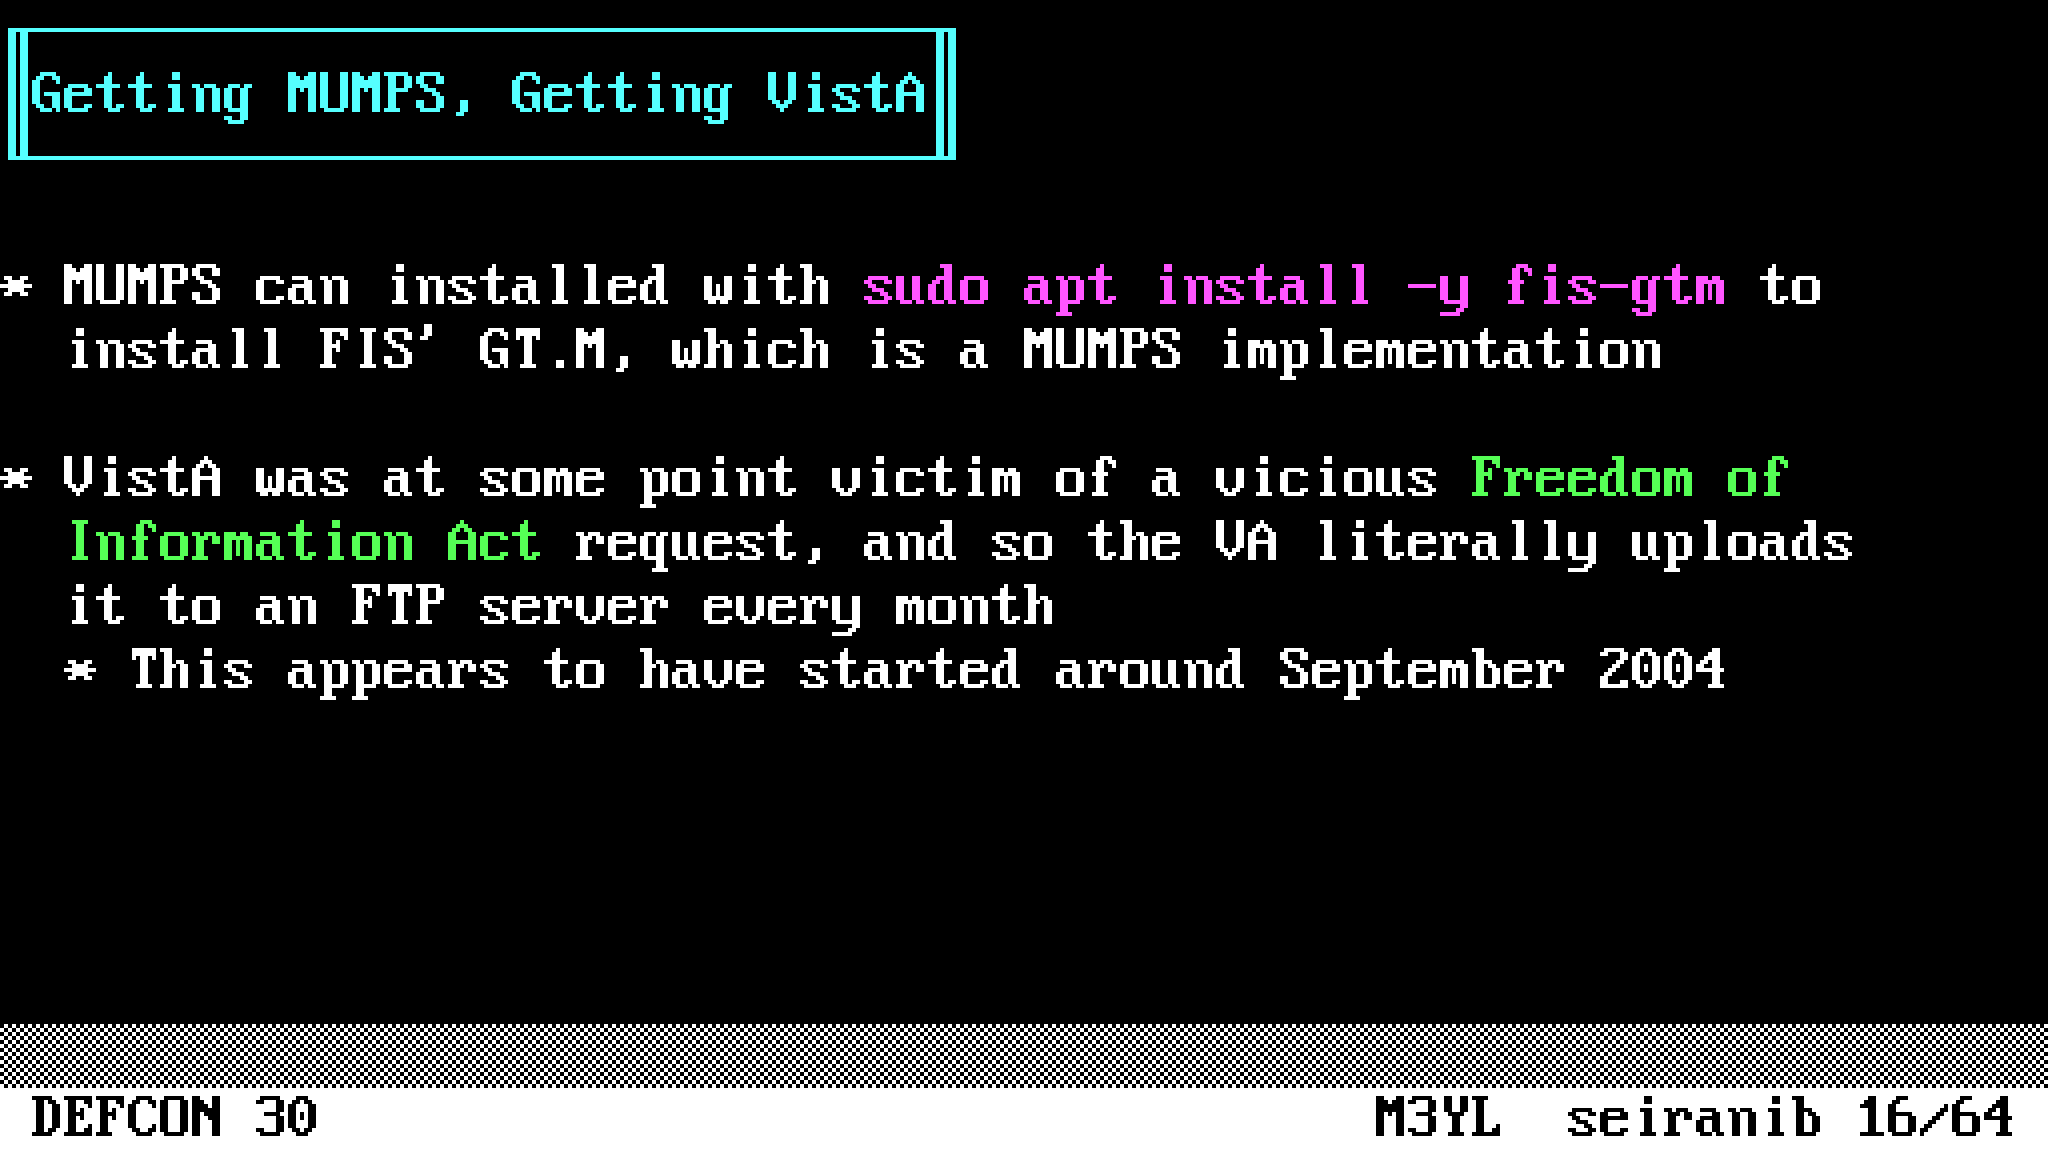 Getting MUMPS, Getting VistA
* MUMPS can installed with sudo apt install -y fis-gtm to
install FIS' GT.M, which is a MUMPS implementation
* VistA was at some point victim of a vicious Freedom of
Information Act request, and so the VA literally uploads
it to an FTP server every month
* This appears to have started around September 2004
DEFCON 30
M3YL seiranib 16/64